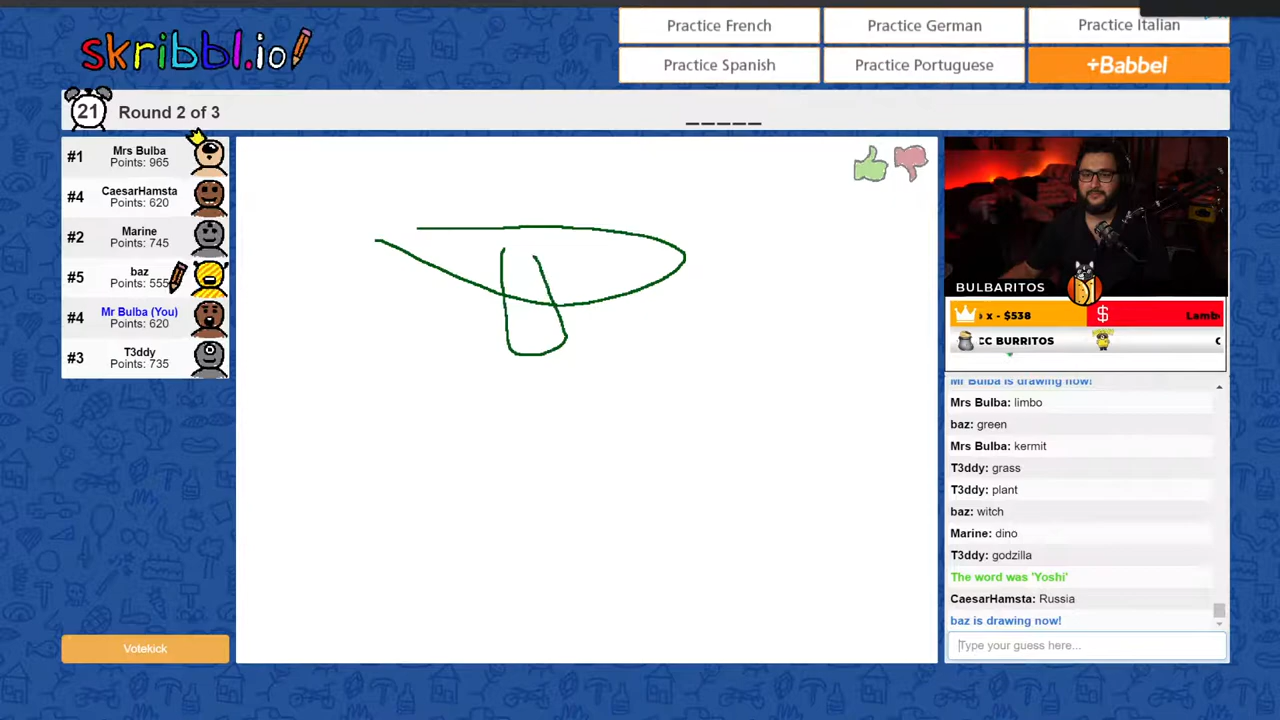 Practice French
Practice German
Practice Italian
skribbl.io
Practice Spanish
Practice Portuguese
+Babbel
21
Round 2 of 3
_____
#1
Mrs Bulba
Points: 965
#4
CaesarHamsta
Points: 620
#2
Marine
Points: 745
#5
baz
Points: 555
#4
Mr Bulba (You)
Points: 620
#3
T3ddy
Points: 735
Votekick
BULBARITOS
x - $538
$
Lamb
CC BURRITOS
Mr Bulba is drawing now!
Mrs Bulba: limbo
baz: green
Mrs Bulba: kermit
T3ddy: grass
T3ddy: plant
baz: witch
Marine: dino
T3ddy: godzilla
The word was 'Yoshi'
CaesarHamsta: Russia
baz is drawing now!
Type your guess here...